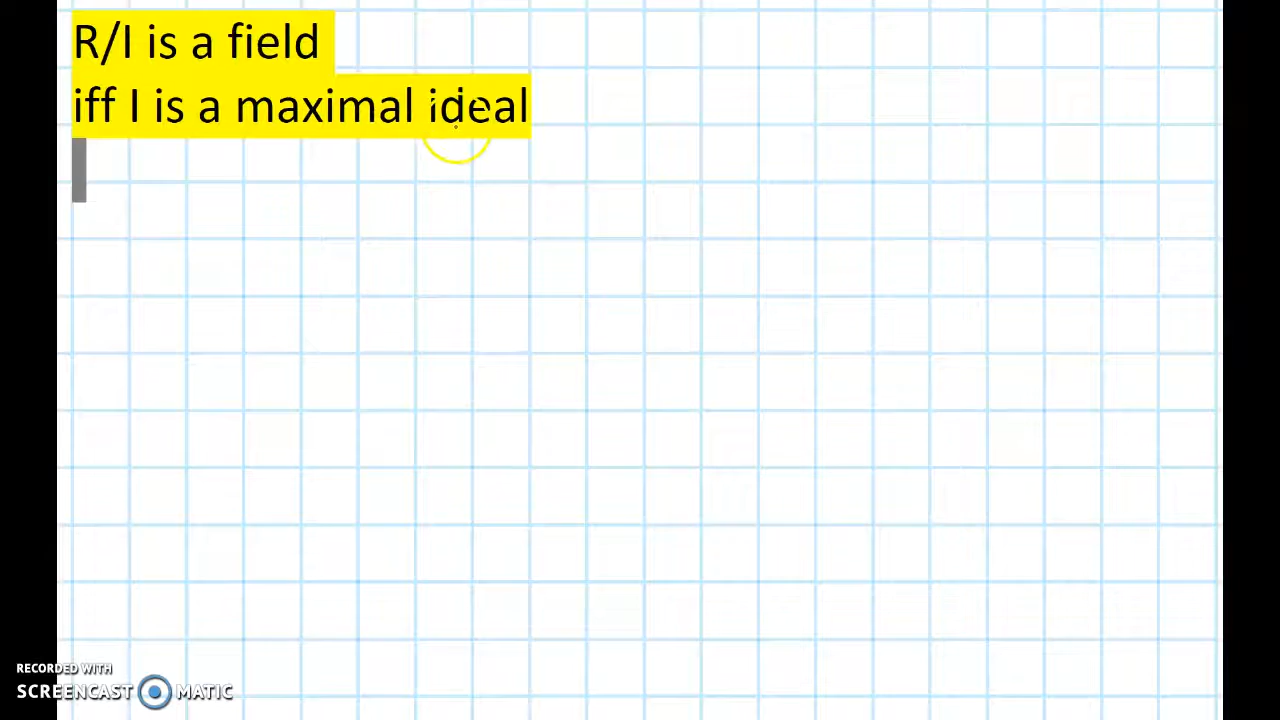 R/I is a field
iff I is a maximal ideal
RECORDED WITH
SCREENCAST MATIC